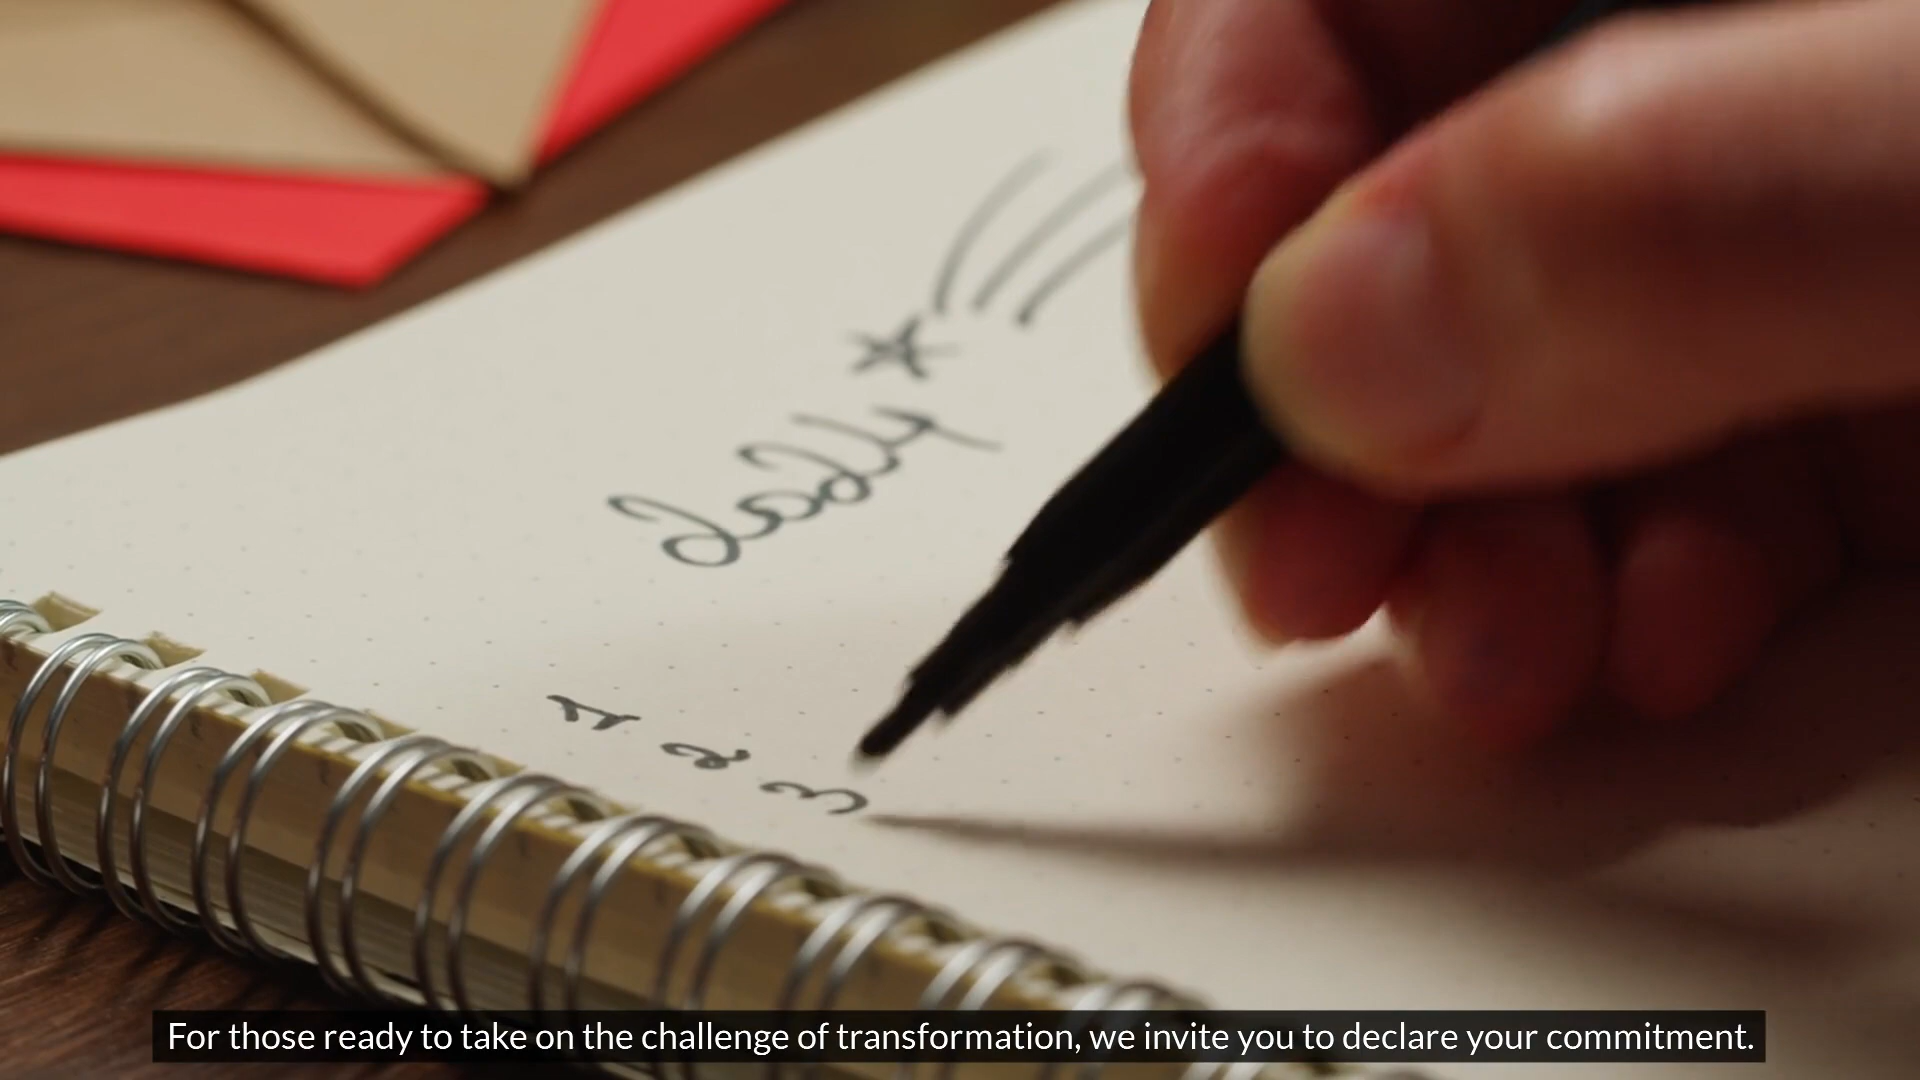 2024
1
2
3
For those ready to take on the challenge of transformation, we invite you to declare your commitment.